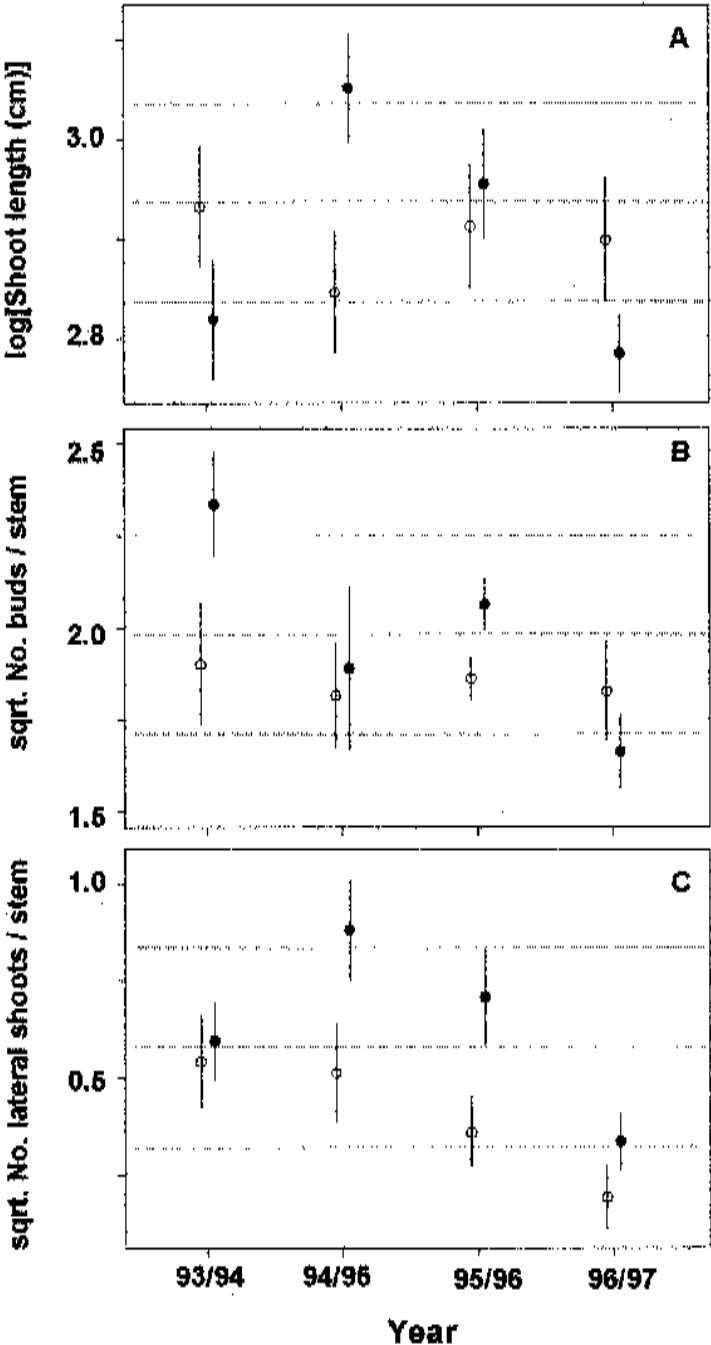 A
log[Shoot length (cm)]
3.0
2.8
B
sqrt. No. buds / stem
2.5
2.0
1.5
C
sqrt. No. lateral shoots / stem
1.0
0.5
93/94
94/95
95/96
96/97
Year